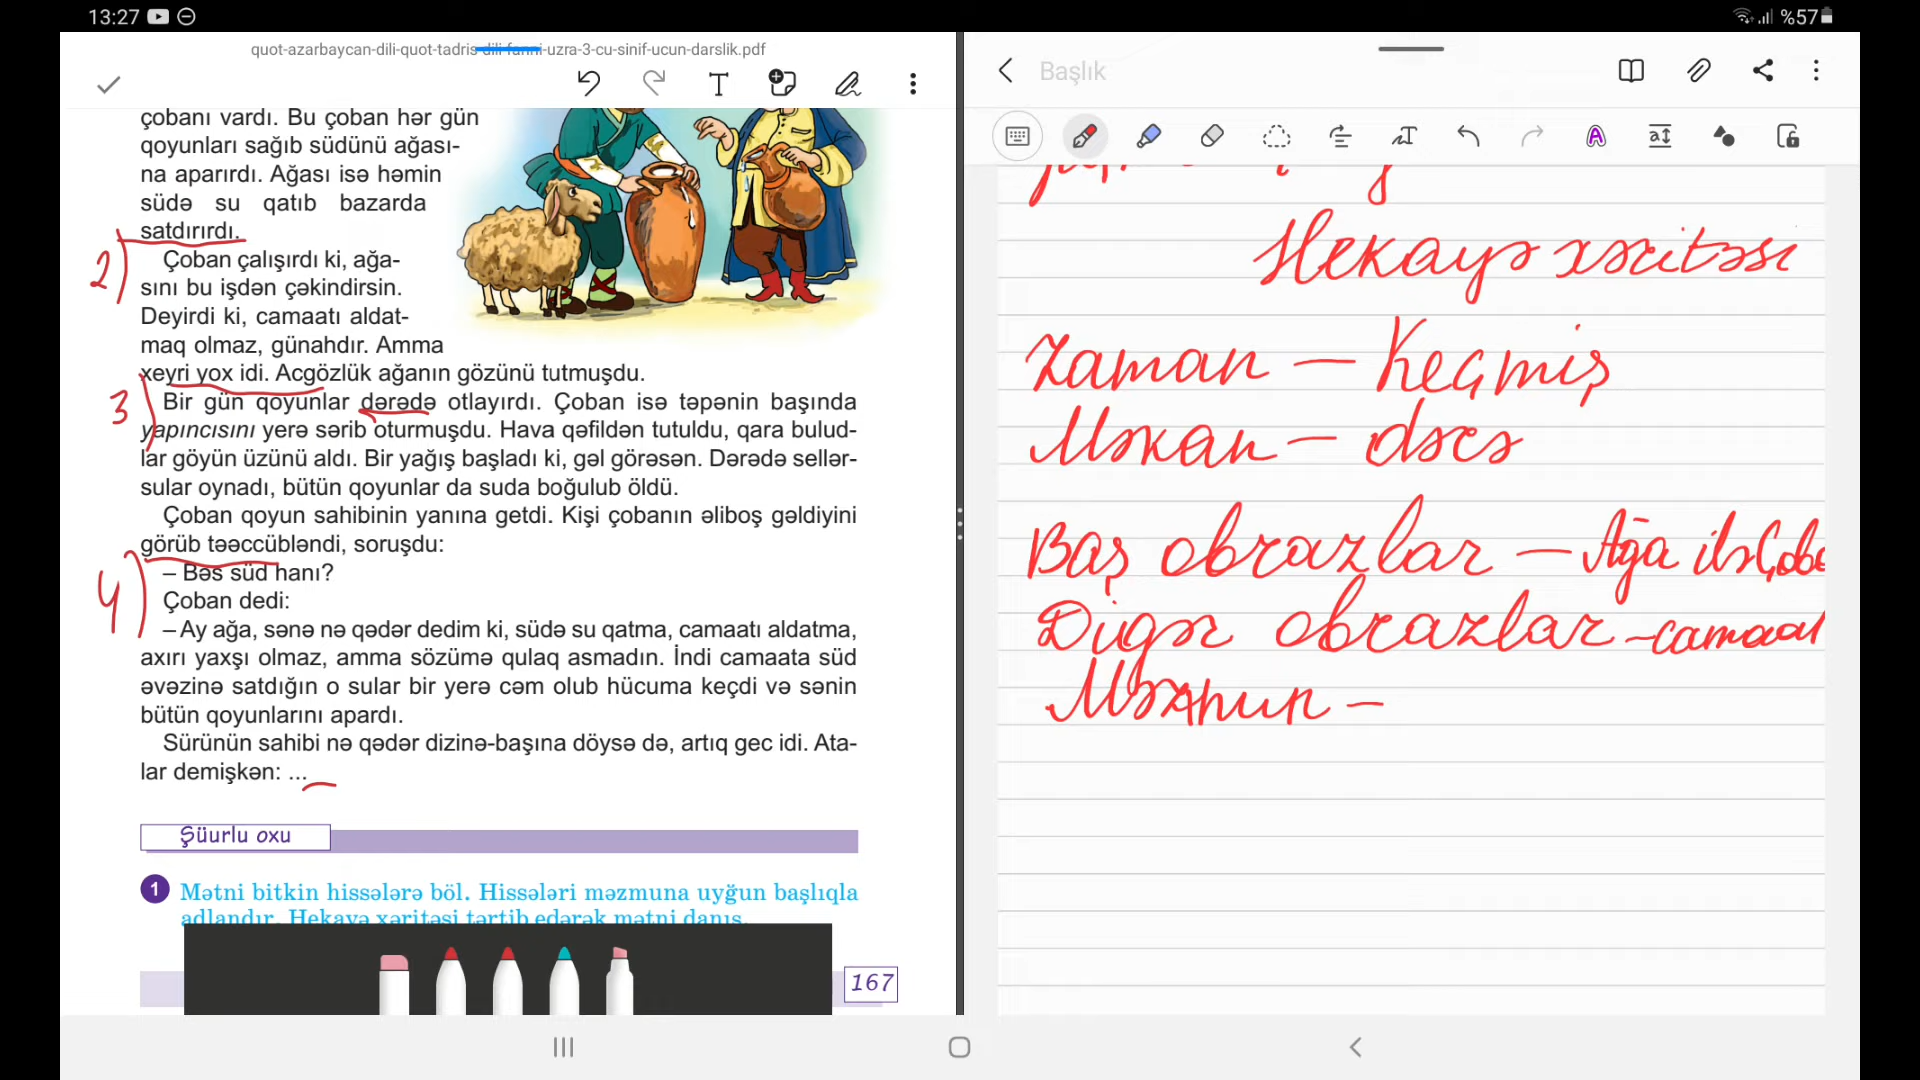 13:27
%57
quot-azarbaycan-dili-quot-tadris-dili-fanni-uzra-3-cu-sinif-ucun-darslik.pdf
T
çobanı vardı. Bu çoban hər gün
qoyunları sağıb südünü ağası-
na aparırdı. Ağası isə həmin
südə su qatıb bazarda
satdırırdı.
2)
Çoban çalışırdı ki, ağa-
sını bu işdən çəkindirsin.
Deyirdi ki, camaatı aldat-
maq olmaz, günahdır. Amma
xeyri yox idi. Acgözlük ağanın gözünü tutmuşdu.
3)
Bir gün qoyunlar dərədə otlayırdı. Çoban isə təpənin başında
yapıncısını yerə sərib oturmuşdu. Hava qəfildən tutuldu, qara bulud-
lar göyün üzünü aldı. Bir yağış başladı ki, gəl görəsən. Dərədə sellər-
sular oynadı, bütün qoyunlar da suda boğulub öldü.
Çoban qoyun sahibinin yanına getdi. Kişi çobanın əliboş gəldiyini
görüb təəccübləndi, soruşdu:
4)
– Bəs süd hanı?
Çoban dedi:
– Ay ağa, sənə nə qədər dedim ki, südə su qatma, camaatı aldatma,
axırı yaxşı olmaz, amma sözümə qulaq asmadın. İndi camaata süd
əvəzinə satdığın o sular bir yerə cəm olub hücuma keçdi və sənin
bütün qoyunlarını apardı.
Sürünün sahibi nə qədər dizinə-başına döysə də, artıq gec idi. Ata-
lar demişkən: ...
Şüurlu oxu
1 Mətni bitkin hissələrə böl. Hissələri məzmuna uyğun başlıqla
adlandır. Hekayə xəritəsi tərtib edərək mətni danış.
167
Başlık
Hekayə xəritəsi
Zaman – Keçmiş
Məkan – dərə
Baş obrazlar – Ağa ilə Çoba
Digər obrazlar – camaat
Məzmun –